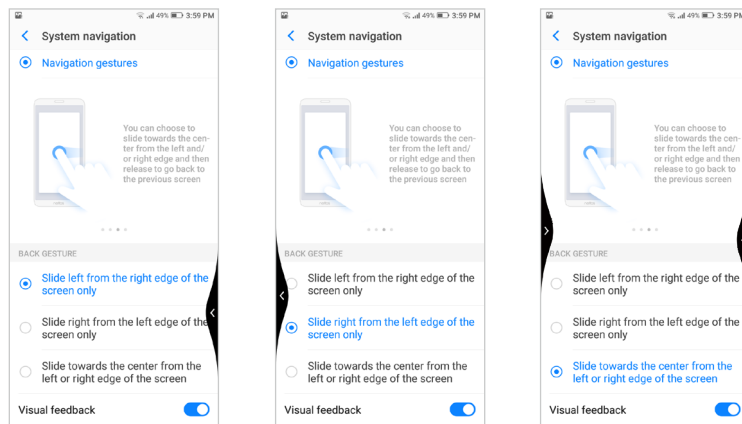 49% 3:59 PM
System navigation
Navigation gestures
You can choose to
slide towards the cen-
ter from the left and/
or right edge and then
release to go back to
the previous screen
BACK GESTURE
Slide left from the right edge of the
screen only
Slide right from the left edge of the
screen only
Slide towards the center from the
left or right edge of the screen
Visual feedback
49% 3:59 PM
System navigation
Navigation gestures
You can choose to
slide towards the cen-
ter from the left and/
or right edge and then
release to go back to
the previous screen
BACK GESTURE
Slide left from the right edge of the
screen only
Slide right from the left edge of the
screen only
Slide towards the center from the
left or right edge of the screen
Visual feedback
49% 3:59 PM
System navigation
Navigation gestures
You can choose to
slide towards the cen-
ter from the left and/
or right edge and then
release to go back to
the previous screen
BACK GESTURE
Slide left from the right edge of the
screen only
Slide right from the left edge of the
screen only
Slide towards the center from the
left or right edge of the screen
Visual feedback